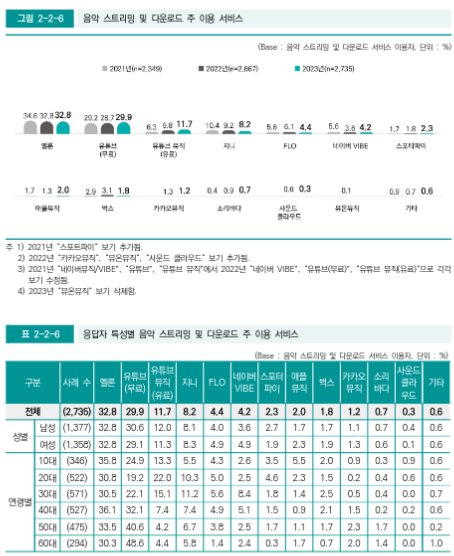 그림 2-2-6 음악 스트리밍 및 다운로드 주 이용 서비스
(Base : 음악 스트리밍 및 다운로드 서비스 이용자, 단위 : %)
2021년(n=2,349) 2022년(n=2,667) 2023년(n=2,735)
34.6 32.8 32.8 29.2 28.7 29.9 6.3 9.8 11.7 10.4 9.2 8.2 5.6 6.1 4.4 5.6 3.6 4.2 1.7 1.8 2.3
멜론 유튜브 (무료) 유튜브 뮤직 (유료) 지니 FLO 네이버 VIBE 스포티파이
1.7 1.3 2.0 2.9 3.1 1.8 1.3 1.2 0.4 0.9 0.7 0.6 0.3 0.1 0.9 0.7 0.6
애플뮤직 벅스 카카오뮤직 소리바다 사운드 클라우드 뮤온뮤직 기타
주 1) 2021년 "스포트파이" 보기 추가됨.
2) 2022년 "카카오뮤직", "뮤온뮤직", "사운드 클라우드" 보기 추가됨.
3) 2021년 "네이버뮤직/VIBE", "유튜브", "유튜브 뮤직"에서 2022년 "네이버 VIBE", "유튜브(무료)", "유튜브 뮤직(유료)"으로 각각
보기 수정됨.
4) 2023년 "뮤온뮤직" 보기 삭제함.
표 2-2-6 응답자 특성별 음악 스트리밍 및 다운로드 주 이용 서비스
(Base : 음악 스트리밍 및 다운로드 서비스 이용자, 단위 : %)
구분 사례 수 멜론 유튜브 (무료) 유튜브 뮤직 (유료) 지니 FLO 네이버 VIBE 스포티파이 애플 뮤직 벅스 카카오 뮤직 소리 바다 사운드 클라우드 기타
전체 (2,735) 32.8 29.9 11.7 8.2 4.4 4.2 2.3 2.0 1.8 1.2 0.7 0.3 0.6
성별 남성 (1,377) 32.8 30.6 12.0 8.1 4.0 3.6 2.7 1.7 1.7 1.1 0.7 0.4 0.6
여성 (1,358) 32.8 29.1 11.3 8.3 4.9 4.9 1.9 2.3 1.9 1.3 0.6 0.1 0.6
연령별 10대 (346) 35.8 24.9 13.3 5.5 4.3 2.6 3.5 5.5 2.0 0.9 0.3 0.9 0.6
20대 (522) 30.8 19.2 22.0 10.3 5.0 2.5 4.6 2.3 1.5 0.2 0.4 0.6 0.6
30대 (571) 30.5 22.1 15.1 11.2 5.6 8.4 1.8 1.4 2.5 0.5 0.4 0.0 0.7
40대 (527) 36.1 32.1 7.4 7.4 4.9 5.1 1.5 0.9 2.1 1.5 0.2 0.2 0.6
50대 (475) 33.5 40.6 4.2 6.7 3.8 2.5 1.7 1.1 1.7 2.3 1.7 0.0 0.2
60대 (294) 30.3 48.6 4.4 5.8 1.4 2.4 0.3 1.7 0.7 2.0 1.4 0.0 1.0